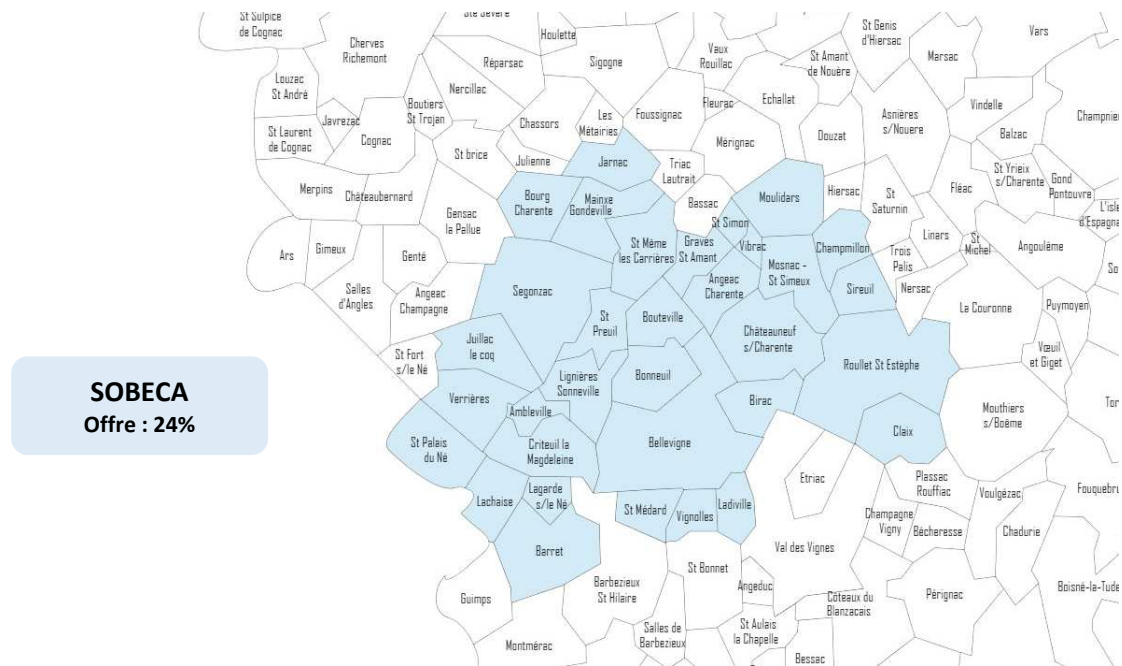 St Sulpice
de Cognac
Cherves
Richemont
Ste Sévère
Houlette
Sigogne
Réparsac
Nercillac
Louzac
St André
Boutiers
St Trojan
Javrezac
Cognac
St Laurent
de Cognac
St brice
Chassors
Les
Métairies
Julienne
Jarnac
Foussignac
Fleurac
Vaux
Rouillac
Echallat
Mérignac
Triac
Lautrait
Bassac
St Genis
d'Hiersac
St Amant
de Nouère
Douzat
Hiersac
Marsac
Vars
Vindelle
Asnières
s/Nouere
Balzac
Champnier
St Yrieix
s/Charente
Gond
Pontouvre
L'isle
d'Espagna
Fléac
St
Saturnin
Linars
St
Michel
Angoulême
Trois
Palis
Nersac
La Couronne
Puymoyen
Vœuil
et Giget
Merpins
Châteaubernard
Gensac
la Pallue
Ars
Gimeux
Genté
Salles
d'Angles
Angeac
Champagne
St Fort
s/le Né
Bourg
Charente
Mainxe
Gondeville
St Même
les Carrières
Graves
St Amant
St Simon
Vibrac
Moulidars
Champmillon
Mosnac -
St Simeux
Sireuil
Angeac
Charente
Segonzac
St
Preuil
Bouteville
Châteauneuf
s/Charente
Roullet St Estèphe
Juillac
le coq
Lignières
Sonneville
Bonneuil
Birac
Claix
Verrières
Ambleville
SOBECA
Offre : 24%
St Palais
du Né
Criteuil la
Magdeleine
Bellevigne
Lachaise
Lagarde
s/le Né
St Médard
Vignolles
Ladiville
Barret
Etriac
Plassac
Rouffiac
Mouthiers
s/Boëme
Tor
Voulgézac
Fouquebru
Champagne
Vigny
Bécheresse
Chadurie
Val des Vignes
St Bonnet
Angeduc
Guimps
Barbezieux
St Hilaire
Côteaux du
Blanzacais
Pérignac
Boisné-la-Tude
Montmérac
Salles de
Barbezieux
St Aulais
la Chapelle
Bessac
So